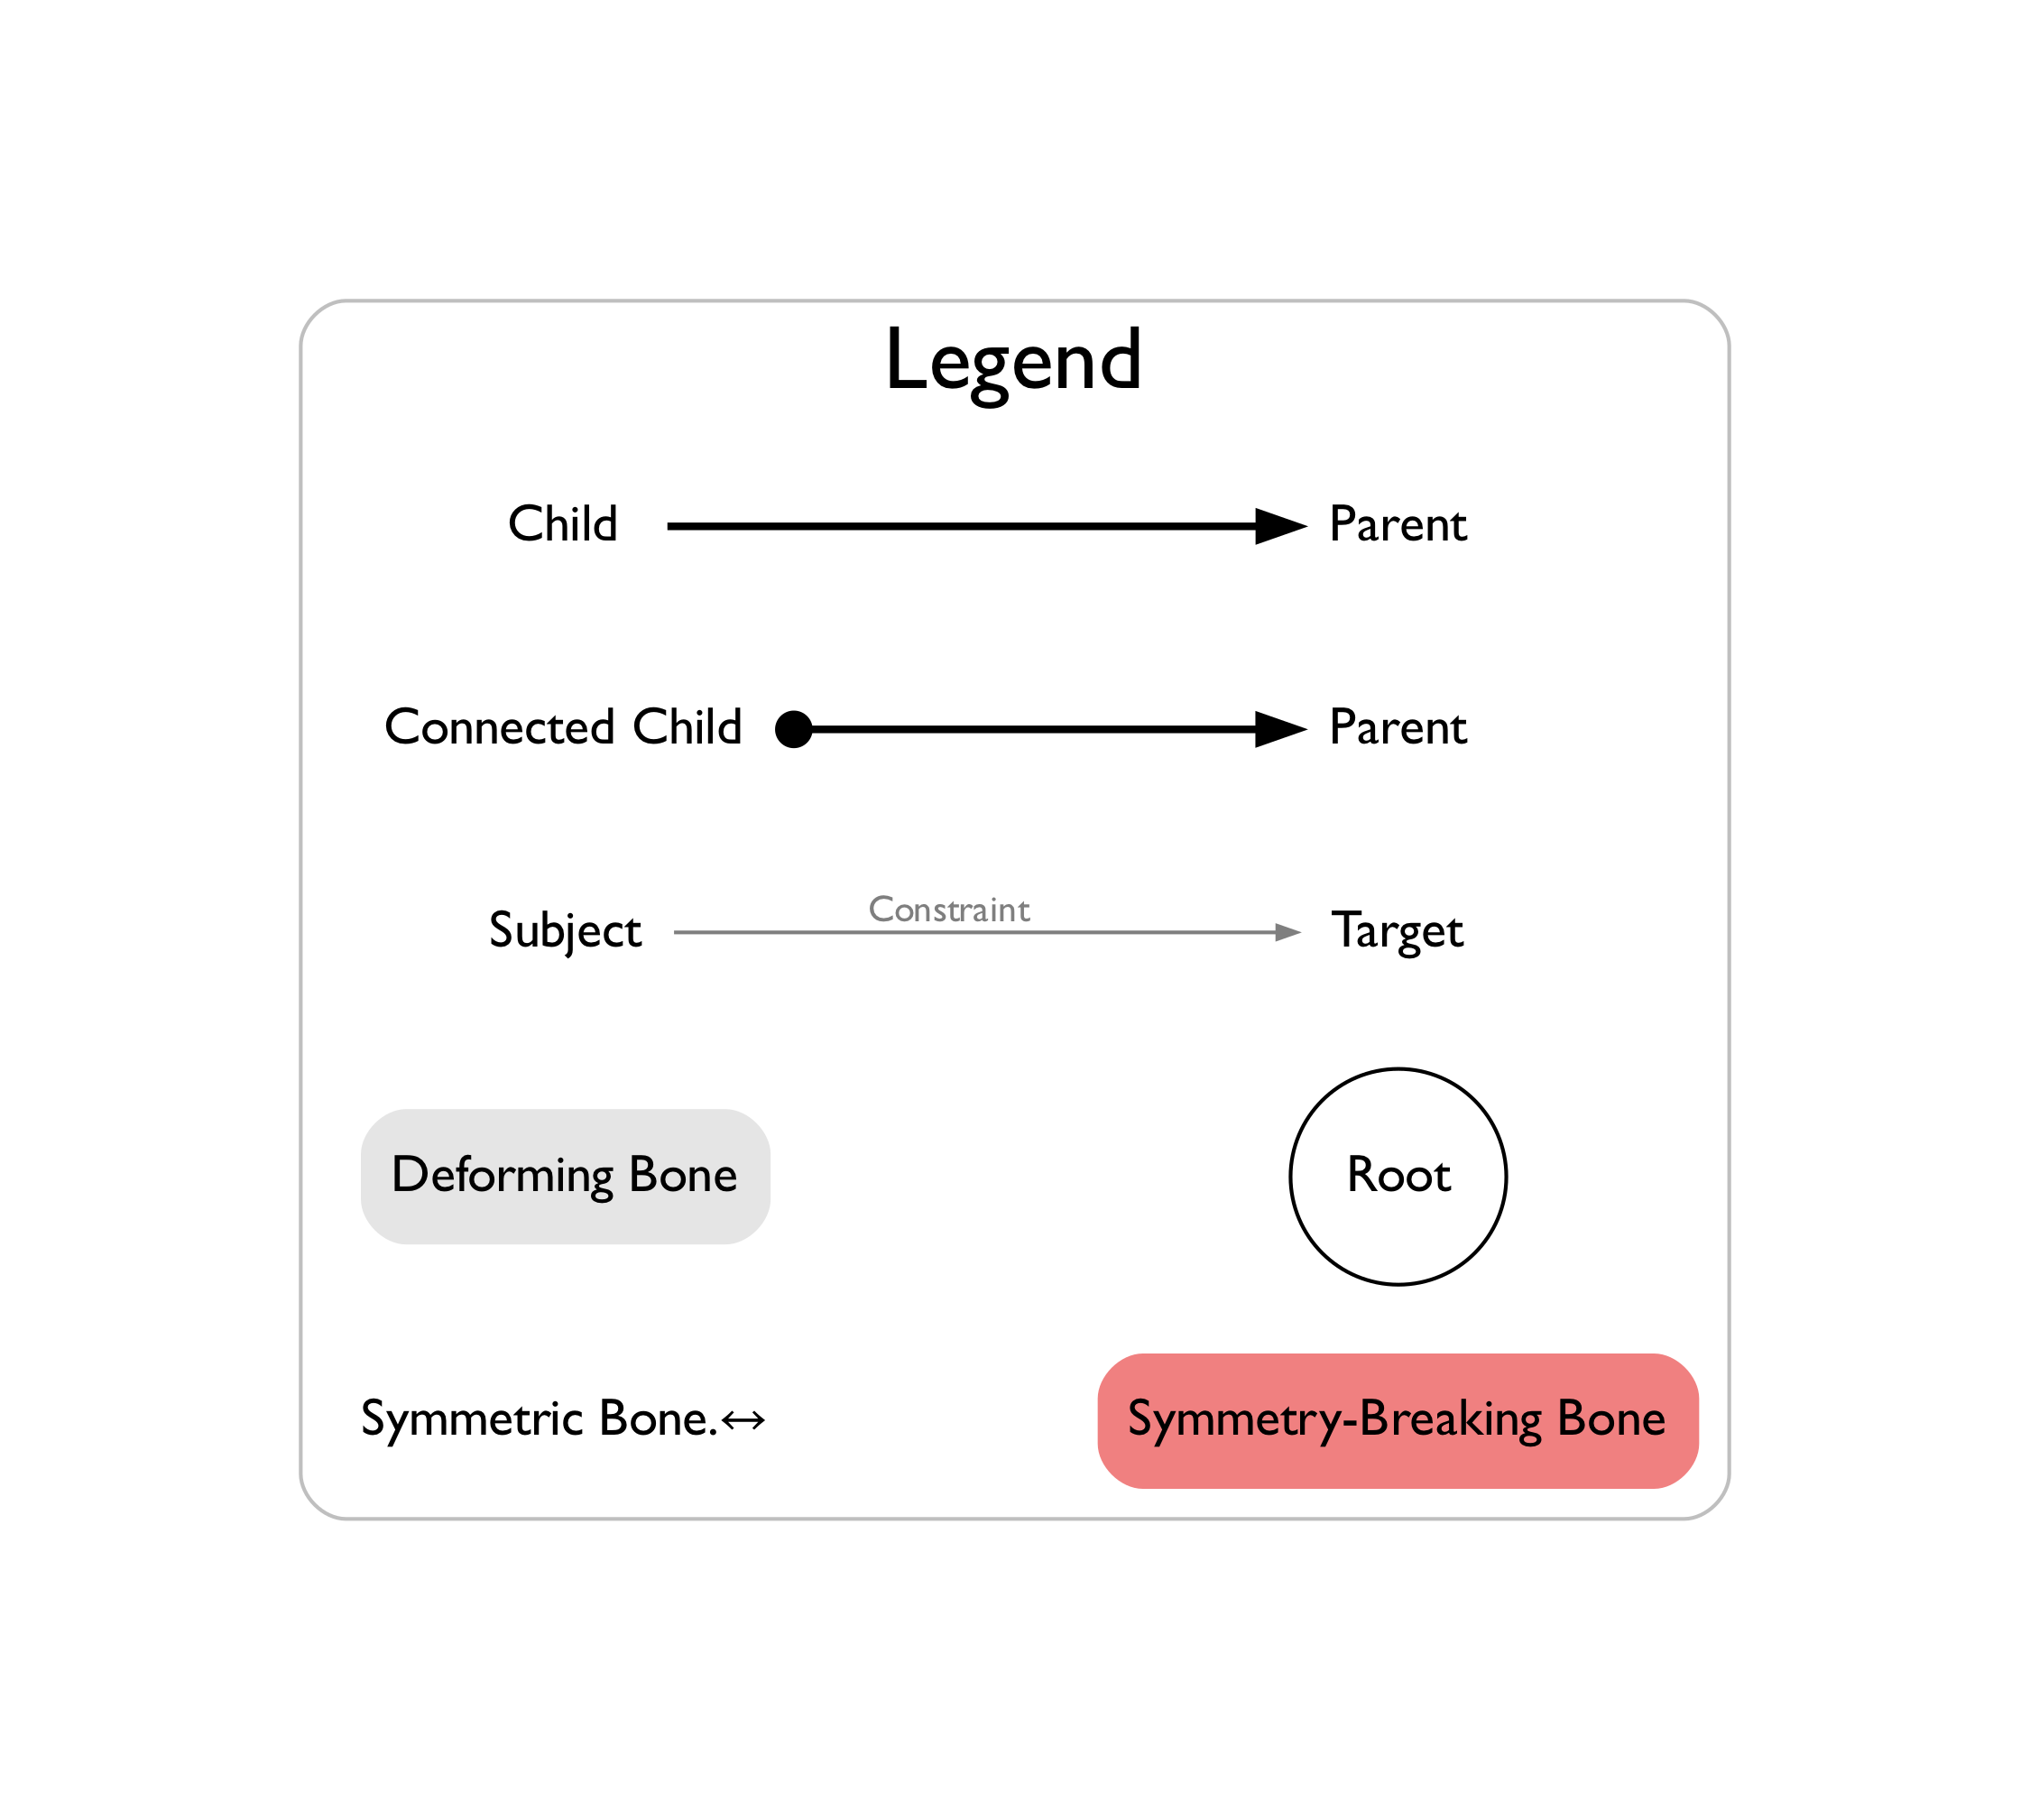 Legend
Child Parent
Connected Child Parent
Constraint
Subject Target
Deforming Bone Root
Symmetric Bone.↔ Symmetry-Breaking Bone